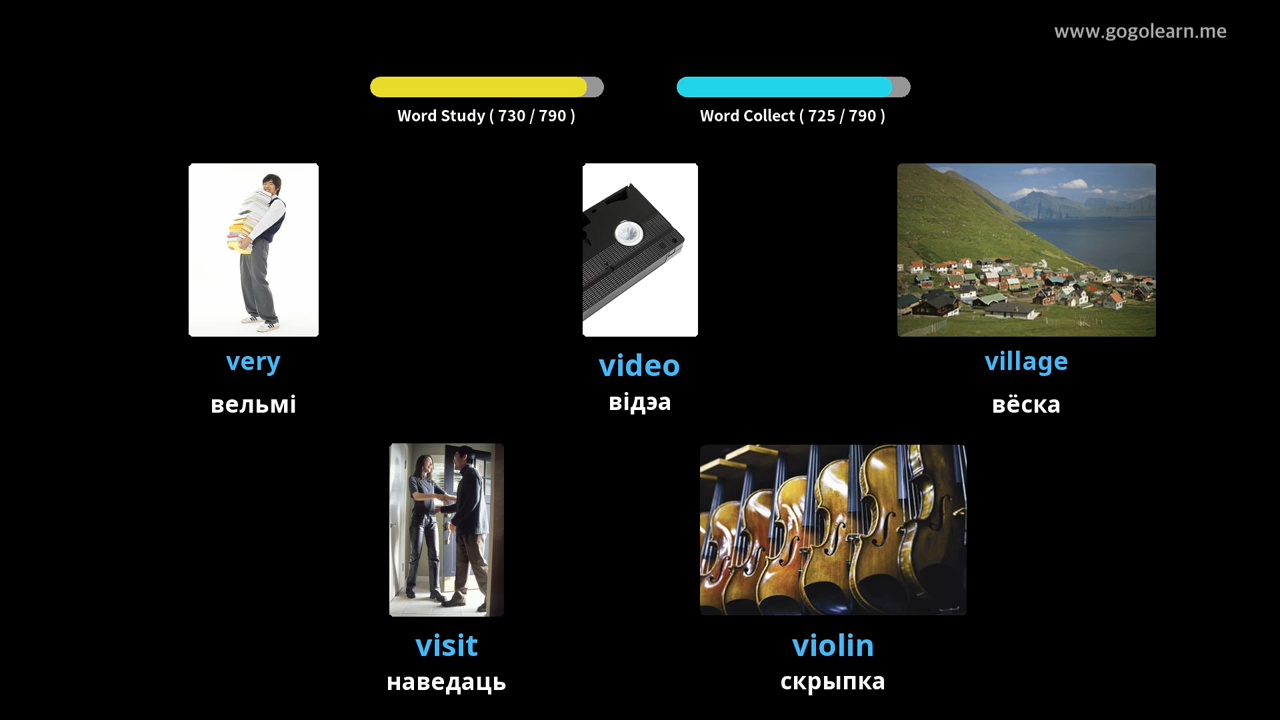 www.gogolearn.me
Word Study ( 730 / 790 )
Word Collect ( 725 / 790 )
very
video
village
вельмі
відэа
вёска
visit
violin
наведаць
скрыпка